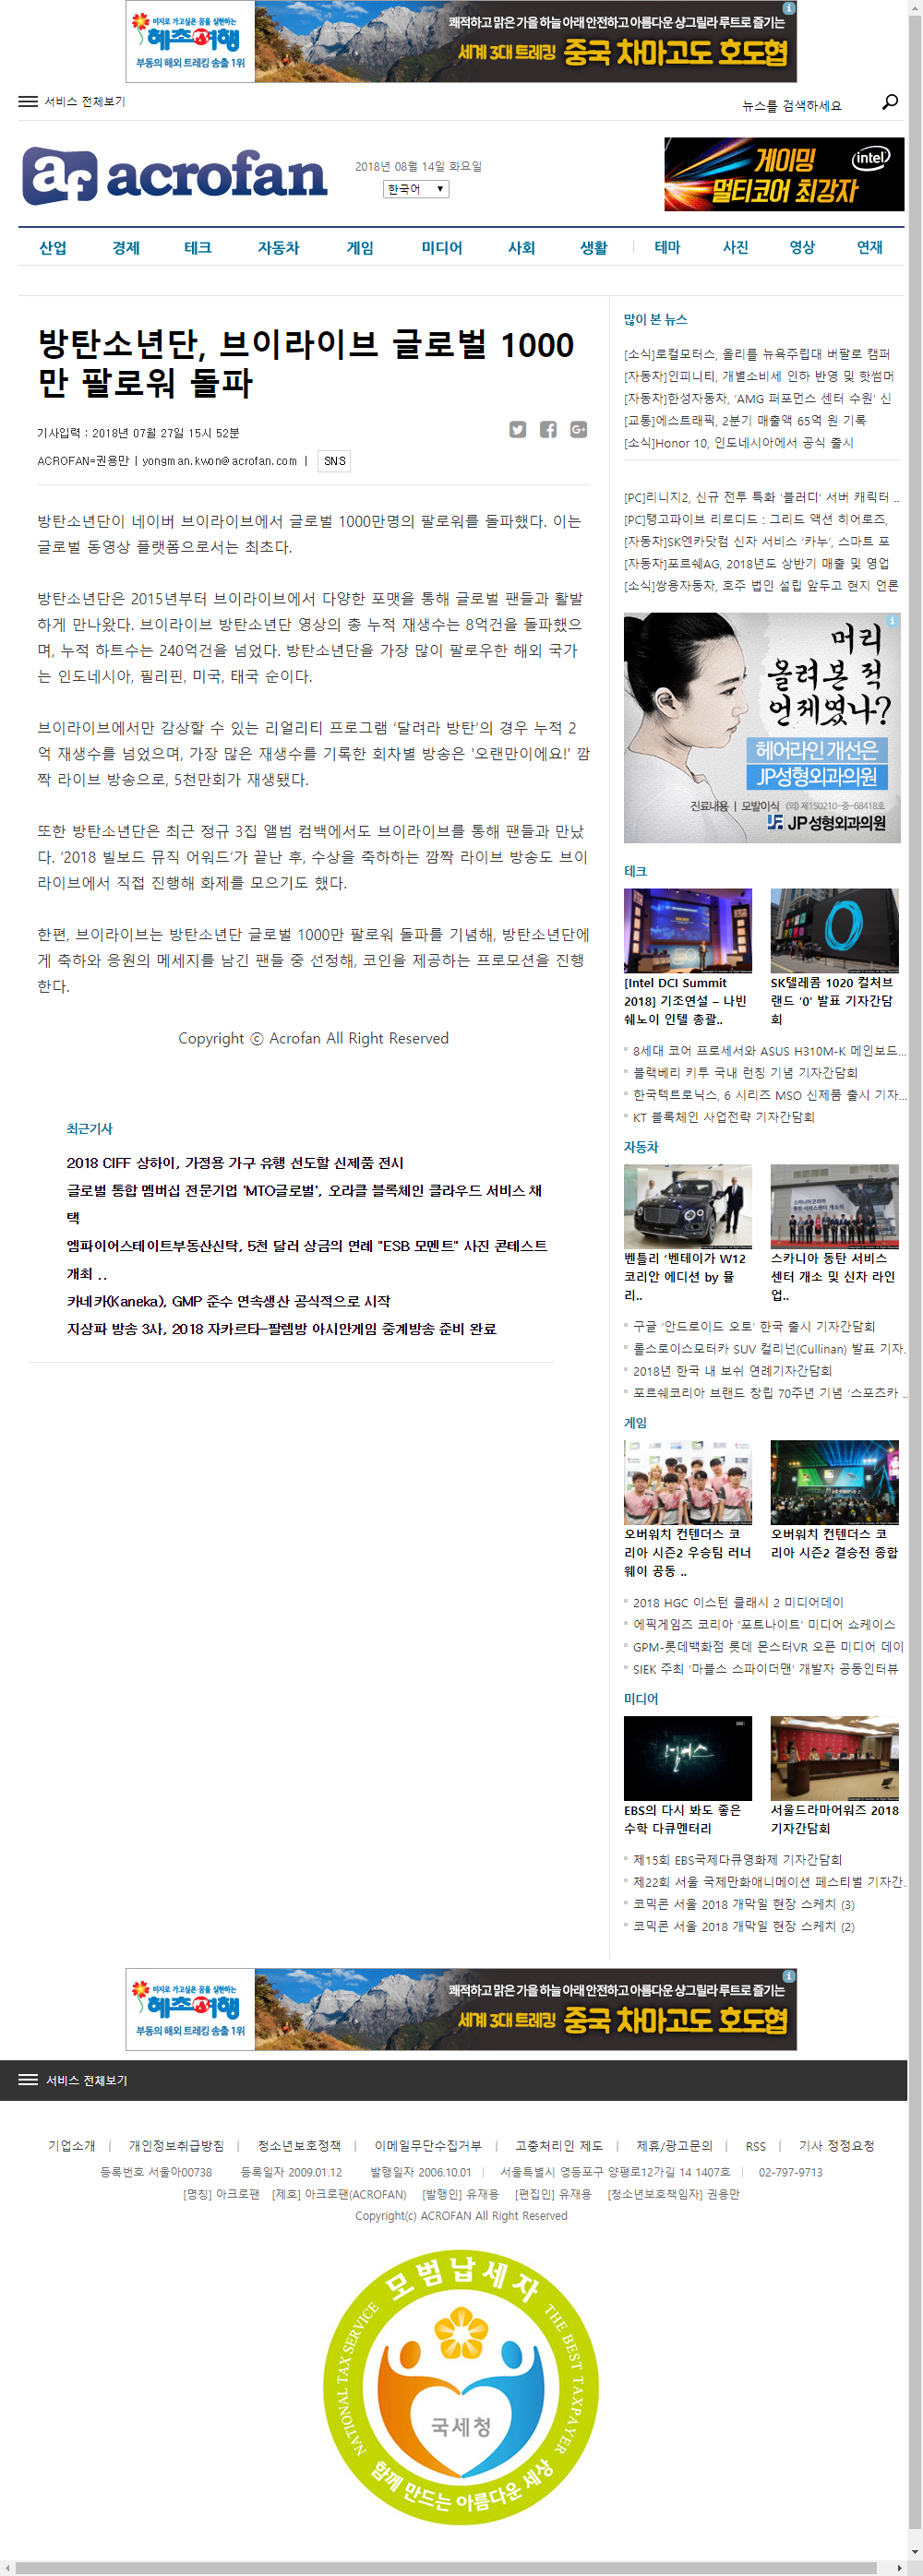 미지로 가고싶은 꿈을 실현하는
혜초여행
부동의 해외 트레킹 송출 1위
쾌적하고 맑은 가을 하늘 아래 안전하고 아름다운 샹그릴라 루트로 즐기는
세계 3대 트레킹 중국 차마고도 호도협
서비스 전체보기
뉴스를 검색하세요
acrofan
2018년 08월 14일 화요일
한국어
게이밍
멀티코어 최강자
intel
산업 경제 테크 자동차 게임 미디어 사회 생활 테마 사진 영상 연재
방탄소년단, 브이라이브 글로벌 1000
만 팔로워 돌파
기사입력 : 2018년 07월 27일 15시 52분
ACROFAN=권용만 | yongman.kwon@acrofan.com | SNS
방탄소년단이 네이버 브이라이브에서 글로벌 1000만명의 팔로워를 돌파했다. 이는
글로벌 동영상 플랫폼으로서는 최초다.
방탄소년단은 2015년부터 브이라이브에서 다양한 포맷을 통해 글로벌 팬들과 활발
하게 만나왔다. 브이라이브 방탄소년단 영상의 총 누적 재생수는 8억건을 돌파했으
며, 누적 하트수는 240억건을 넘었다. 방탄소년단을 가장 많이 팔로우한 해외 국가
는 인도네시아, 필리핀, 미국, 태국 순이다.
브이라이브에서만 감상할 수 있는 리얼리티 프로그램 ‘달려라 방탄’의 경우 누적 2
억 재생수를 넘었으며, 가장 많은 재생수를 기록한 회차별 방송은 '오랜만이에요!' 깜
짝 라이브 방송으로, 5천만회가 재생됐다.
또한 방탄소년단은 최근 정규 3집 앨범 컴백에서도 브이라이브를 통해 팬들과 만났
다. ‘2018 빌보드 뮤직 어워드’가 끝난 후, 수상을 축하하는 깜짝 라이브 방송도 브이
라이브에서 직접 진행해 화제를 모으기도 했다.
한편, 브이라이브는 방탄소년단 글로벌 1000만 팔로워 돌파를 기념해, 방탄소년단에
게 축하와 응원의 메세지를 남긴 팬들 중 선정해, 코인을 제공하는 프로모션을 진행
한다.
Copyright ⓒ Acrofan All Right Reserved
최근기사
2018 CIFF 상하이, 가정용 가구 유행 선도할 신제품 전시
글로벌 통합 멤버십 전문기업 'MTO글로벌', 오라클 블록체인 클라우드 서비스 채
택
엠파이어스테이트부동산신탁, 5천 달러 상금의 연례 "ESB 모멘트" 사진 콘테스트
개최 ..
카네카(Kaneka), GMP 준수 연속생산 공식적으로 시작
지상파 방송 3사, 2018 자카르타-팔렘방 아시안게임 중계방송 준비 완료
많이 본 뉴스
[소식]로컬모터스, 올리를 뉴욕주립대 버팔로 캠퍼
[자동차]인피니티, 개별소비세 인하 반영 및 핫썸머
[자동차]한성자동차, ‘AMG 퍼포먼스 센터 수원’ 신
[교통]에스트래픽, 2분기 매출액 65억 원 기록
[소식]Honor 10, 인도네시아에서 공식 출시
[PC]리니지2, 신규 전투 특화 ‘블러디’ 서버 캐릭터 ..
[PC]탱고파이브 리로디드 : 그리드 액션 히어로즈,
[자동차]SK엔카닷컴 신차 서비스 ‘카누’, 스마트 포
[자동차]포르쉐AG, 2018년도 상반기 매출 및 영업
[소식]쌍용자동차, 호주 법인 설립 앞두고 현지 언론
머리
올려본 적
언제였나?
헤어라인 개선은
JP성형외과의원
진료내용 | 모발이식 (의) 제150210-중-68418호
JP성형외과의원
테크
[Intel DCI Summit
2018] 기조연설 – 나빈
쉐노이 인텔 총괄..
SK텔레콤 1020 컬처브
랜드 '0' 발표 기자간담
회
8세대 코어 프로세서와 ASUS H310M-K 메인보드...
블랙베리 키투 국내 런칭 기념 기자간담회
한국텍트로닉스, 6 시리즈 MSO 신제품 출시 기자...
KT 블록체인 사업전략 기자간담회
자동차
벤틀리 ‘벤테이가 W12
코리안 에디션 by 뮬
리..
스카니아 동탄 서비스
센터 개소 및 신차 라인
업..
구글 ‘안드로이드 오토’ 한국 출시 기자간담회
롤스로이스모터카 SUV 컬리넌(Cullinan) 발표 기자.
2018년 한국 내 보쉬 연례기자간담회
포르쉐코리아 브랜드 창립 70주년 기념 ‘스포츠카 ..
게임
오버워치 컨텐더스 코
리아 시즌2 우승팀 러너
웨이 공동 ..
오버워치 컨텐더스 코
리아 시즌2 결승전 종합
2018 HGC 이스턴 클래시 2 미디어데이
에픽게임즈 코리아 '포트나이트' 미디어 쇼케이스
GPM-롯데백화점 롯데 몬스터VR 오픈 미디어 데이
SIEK 주최 ‘마블스 스파이더맨’ 개발자 공동인터뷰
미디어
넘버스
EBS의 다시 봐도 좋은
수학 다큐멘터리
서울드라마어워즈 2018
기자간담회
제15회 EBS국제다큐영화제 기자간담회
제22회 서울 국제만화애니메이션 페스티벌 기자간.
코믹콘 서울 2018 개막일 현장 스케치 (3)
코믹콘 서울 2018 개막일 현장 스케치 (2)
미지로 가고싶은 꿈을 실현하는
혜초여행
부동의 해외 트레킹 송출 1위
쾌적하고 맑은 가을 하늘 아래 안전하고 아름다운 샹그릴라 루트로 즐기는
세계 3대 트레킹 중국 차마고도 호도협
서비스 전체보기
기업소개 | 개인정보취급방침 | 청소년보호정책 | 이메일무단수집거부 | 고충처리인 제도 | 제휴/광고문의 | RSS | 기사 정정요청
등록번호 서울아00738 등록일자 2009.01.12 발행일자 2006.10.01 | 서울특별시 영등포구 양평로12가길 14 1407호 | 02-797-9713
[명칭] 아크로팬 [제호] 아크로팬(ACROFAN) [발행인] 유재용 [편집인] 유재용 [청소년보호책임자] 권용만
Copyright(c) ACROFAN All Right Reserved
모범납세자
NATIONAL TAX SERVICE
THE BEST TAXPAYER
국세청
함께 만드는 아름다운 세상